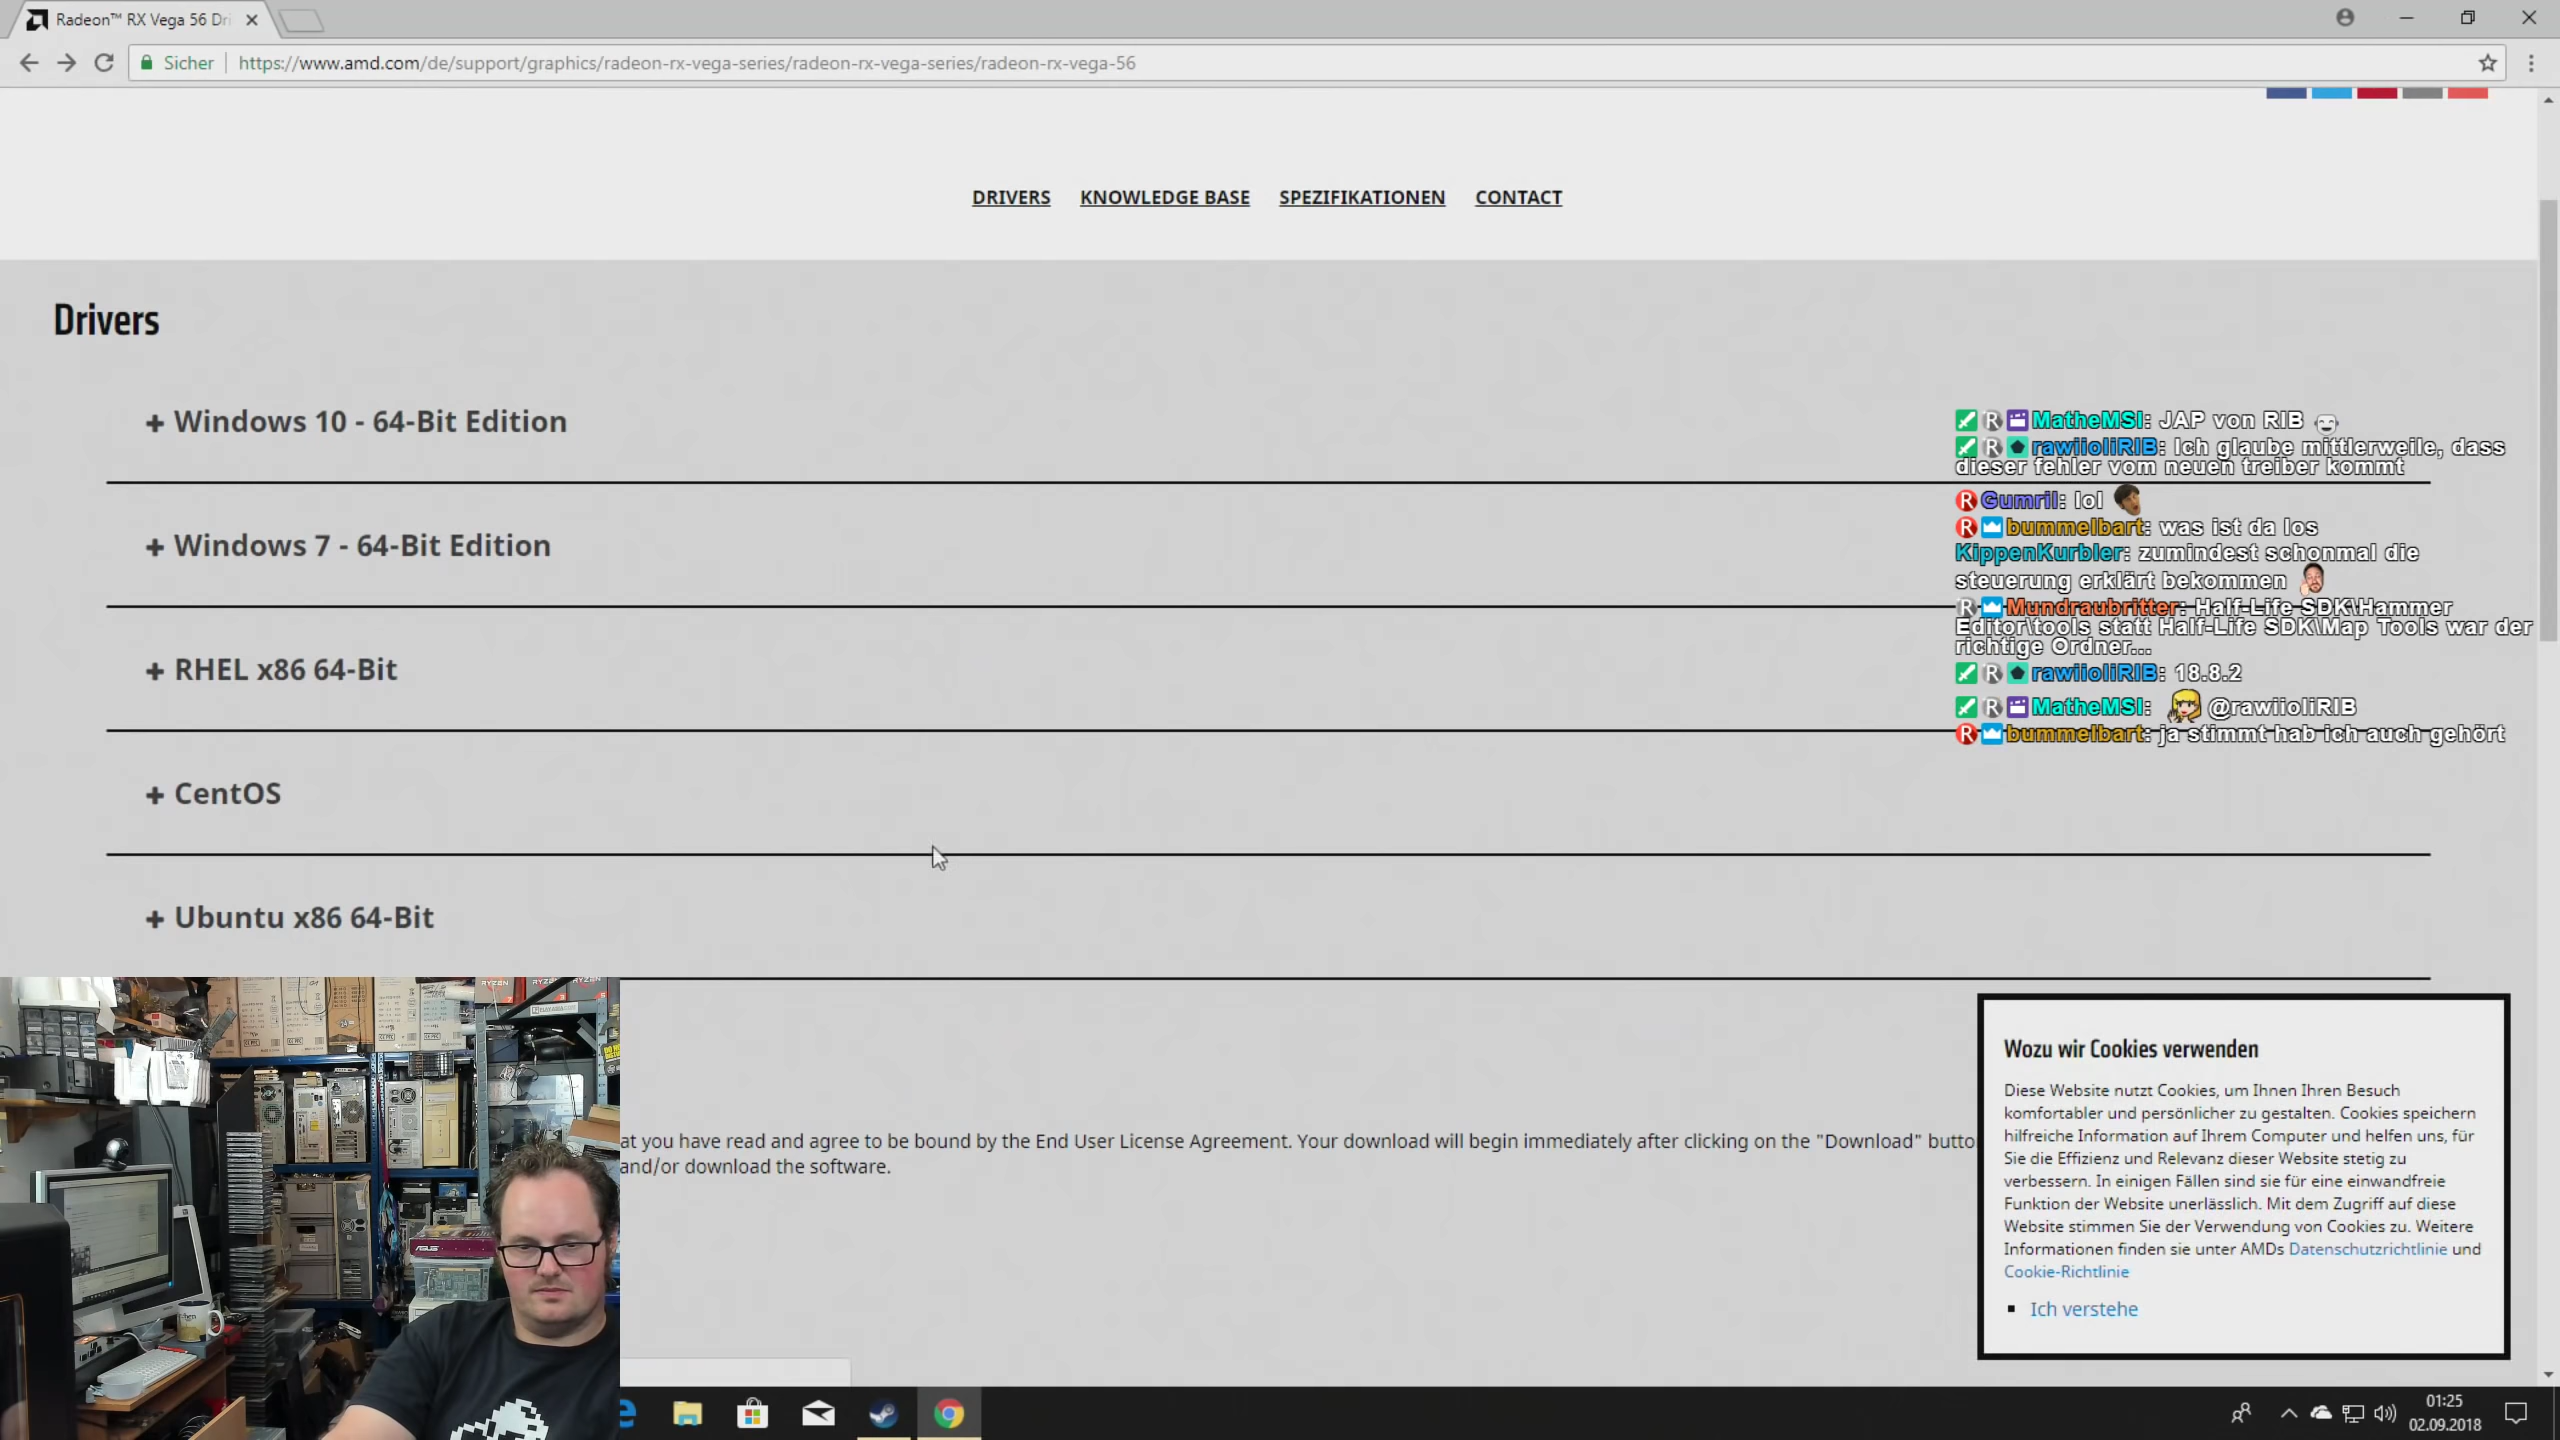 Radeon™ RX Vega 56 Dri
Sicher
https://www.amd.com/de/support/graphics/radeon-rx-vega-series/radeon-rx-vega-series/radeon-rx-vega-56
DRIVERS KNOWLEDGE BASE SPEZIFIKATIONEN CONTACT
Drivers
+ Windows 10 - 64-Bit Edition
+ Windows 7 - 64-Bit Edition
+ RHEL x86 64-Bit
+ CentOS
+ Ubuntu x86 64-Bit
MatheMSI: JAP von RIB
rawiioliRIB: Ich glaube mittlerweile, dass
dieser fehler vom neuen treiber kommt
Gumril: lol
bummelbart: was ist da los
KippenKurbler: zumindest schonmal die
steuerung erklärt bekommen
Mundraubritter: Half-Life SDK\Hammer
Editor\tools statt Half-Life SDK\Map Tools war der
richtige Ordner...
rawiioliRIB: 18.8.2
MatheMSI: @rawiioliRIB
bummelbart: ja stimmt hab ich auch gehört
at you have read and agree to be bound by the End User License Agreement. Your download will begin immediately after clicking on the "Download" butto
and/or download the software.
Wozu wir Cookies verwenden
Diese Website nutzt Cookies, um Ihnen Ihren Besuch
komfortabler und persönlicher zu gestalten. Cookies speichern
hilfreiche Information auf Ihrem Computer und helfen uns, für
Sie die Effizienz und Relevanz dieser Website stetig zu
verbessern. In einigen Fällen sind sie für eine einwandfreie
Funktion der Website unerlässlich. Mit dem Zugriff auf diese
Website stimmen Sie der Verwendung von Cookies zu. Weitere
Informationen finden sie unter AMDs Datenschutzrichtlinie und
Cookie-Richtlinie
Ich verstehe
RYZEN
RYZEN
RYZEN
ASUS
01:25
02.09.2018